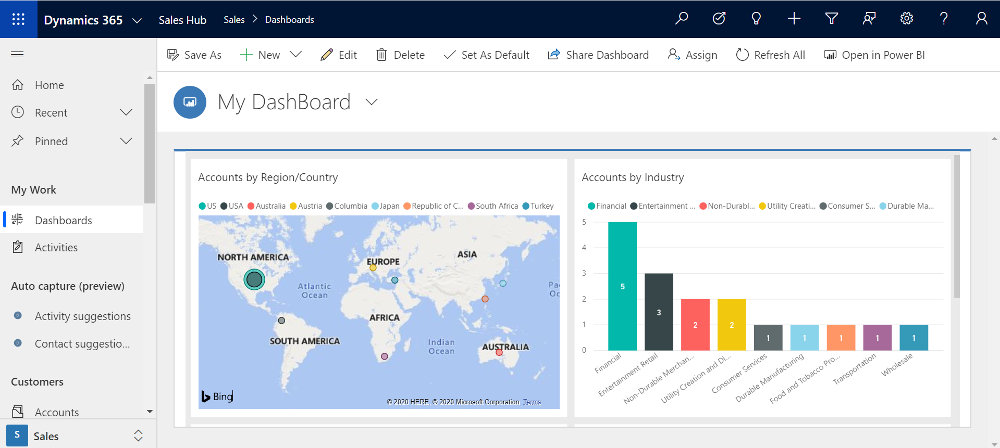 Dynamics 365 Sales Hub Sales > Dashboards
Save As New Edit Delete Set As Default Share Dashboard Assign Refresh All Open in Power BI
Home
Recent
Pinned
My Work
Dashboards
Activities
Auto capture (preview)
Activity suggestions
Contact suggestio...
Customers
Accounts
S Sales
My DashBoard
Accounts by Region/Country
US USA Australia Austria Columbia Japan Republic of C... South Africa Turkey
NORTH AMERICA
EUROPE
ASIA
Atlantic
Ocean
Pa
Oc
AFRICA
SOUTH AMERICA
Indian
Ocean
AUSTRALIA
Bing
© 2020 HERE, © 2020 Microsoft Corporation Terms
Accounts by Industry
Financial Entertainment ... Non-Durabl... Utility Creati... Consumer S... Durable Ma...
5
4
3
2
1
0
5
3
2
2
1
1
1
1
1
Financial
Entertainment Retail
Non-Durable Merchan...
Utility Creation and Di...
Consumer Services
Durable Manufacturing
Food and Tobacco Pro...
Transportation
Wholesale